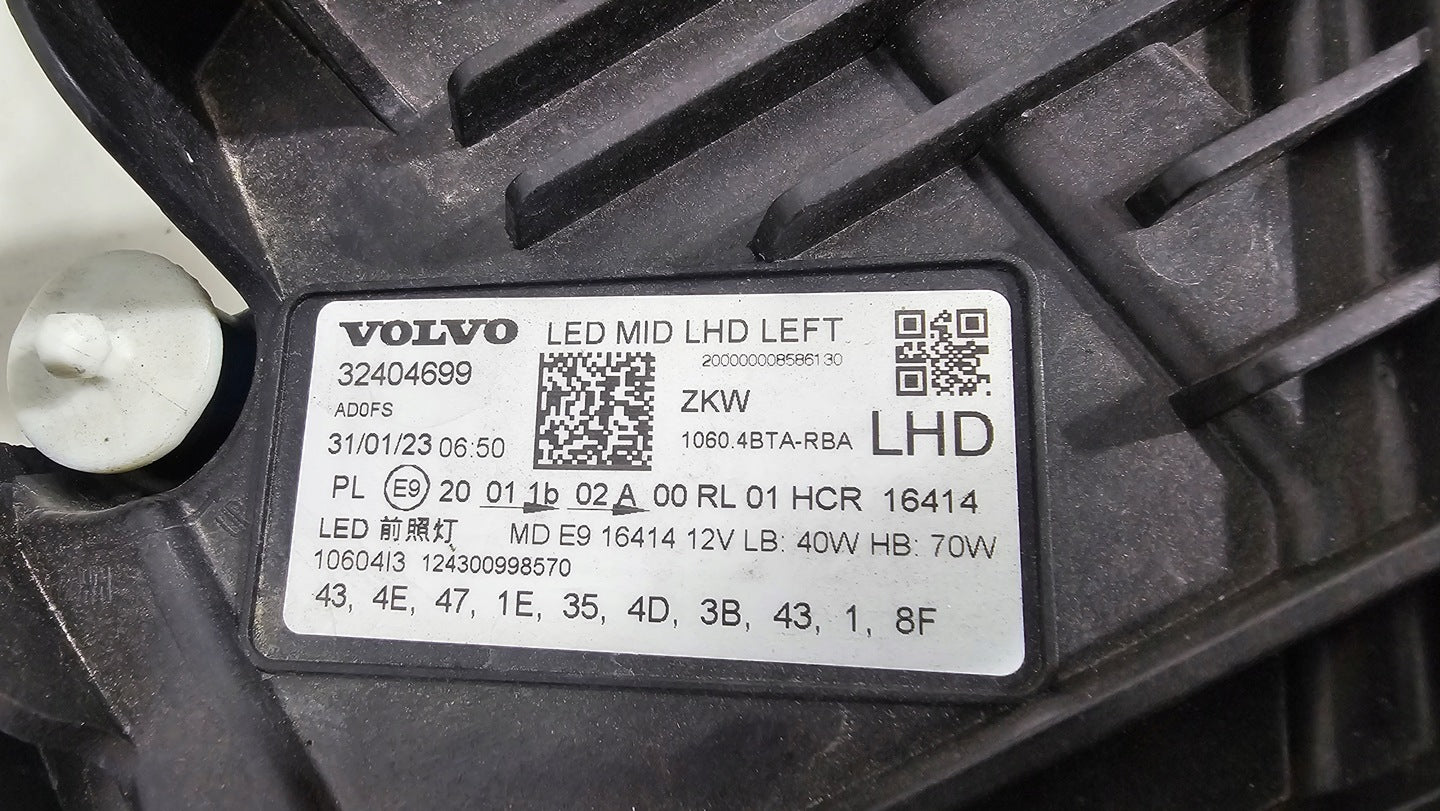 VOLVO LED MID LHD LEFT
200000008586130
32404699
AD0FS
ZKW
31/01/23 06:50
1060.4BTA-RBA LHD
PL E9 20 01 1b 02 A 00 RL 01 HCR 16414
LED 前照灯 MD E9 16414 12V LB: 40W HB: 70W
10604I3 124300998570
43, 4E, 47, 1E, 35, 4D, 3B, 43, 1, 8F